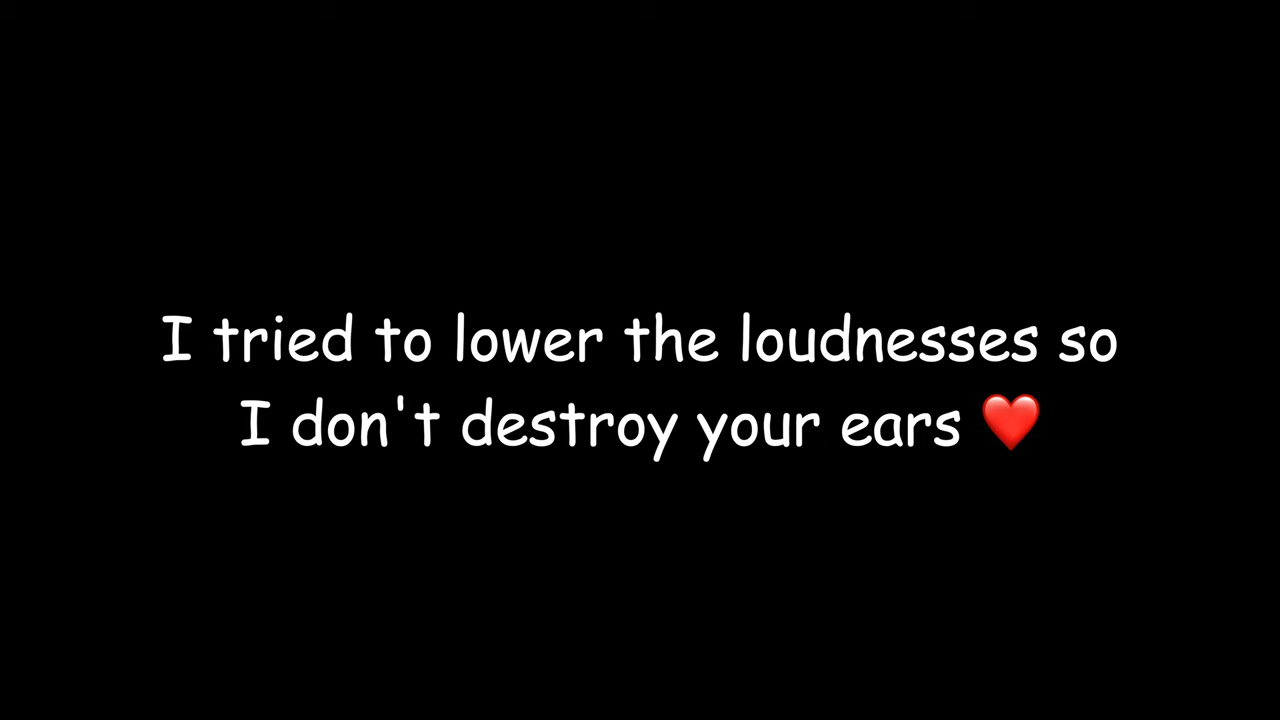 I tried to lower the loudnesses so
I don't destroy your ears ❤️